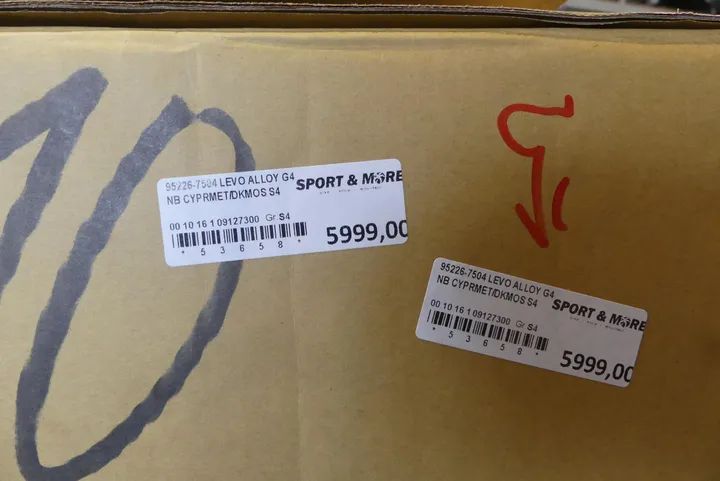 10
95226-7504 LEVO ALLOY G4
NB CYPRMET/DKMOS S4
SPORT & MORE
00 10 16 1 09127300 Gr S4
* 5 3 6 5 8 *
5999,00
95226-7504 LEVO ALLOY G4
NB CYPRMET/DKMOS S4
SPORT & MORE
00 10 16 1 09127300 Gr S4
* 5 3 6 5 8 *
5999,00